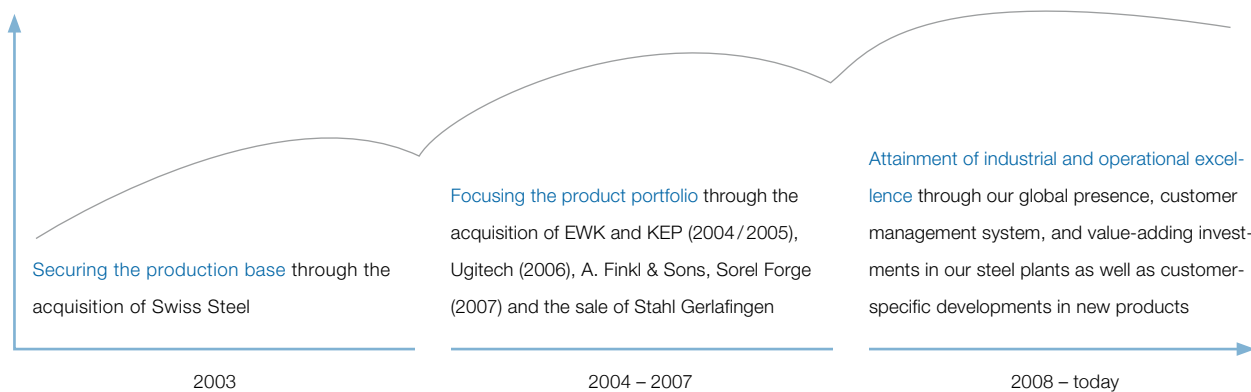 Securing the production base through the
acquisition of Swiss Steel
Focusing the product portfolio through the
acquisition of EWK and KEP (2004 / 2005),
Ugitech (2006), A. Finkl & Sons, Sorel Forge
(2007) and the sale of Stahl Gerlafingen
Attainment of industrial and operational excel-
lence through our global presence, customer
management system, and value-adding invest-
ments in our steel plants as well as customer-
specific developments in new products
2003
2004 – 2007
2008 – today